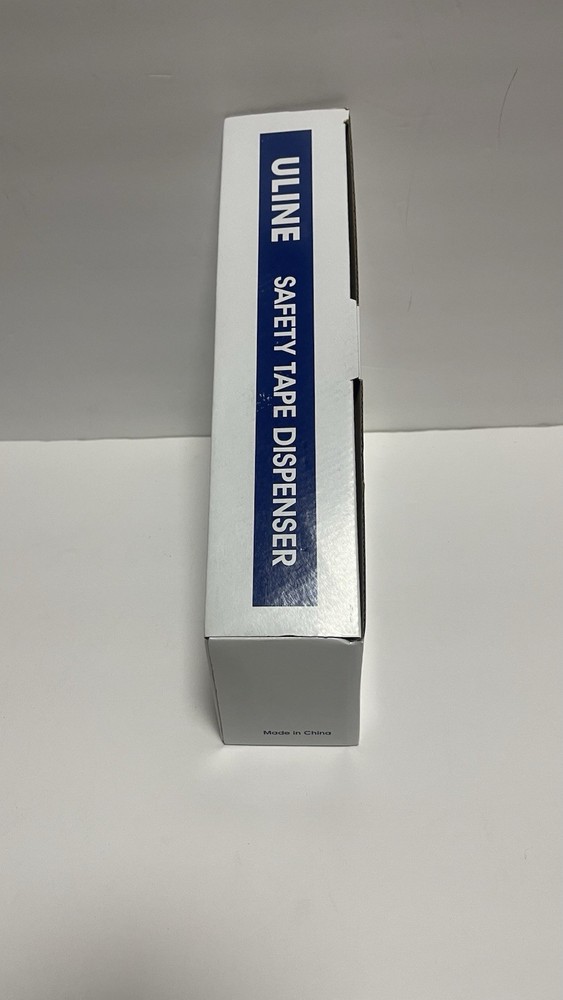 ULINE SAFETY TAPE DISPENSER
Made in China